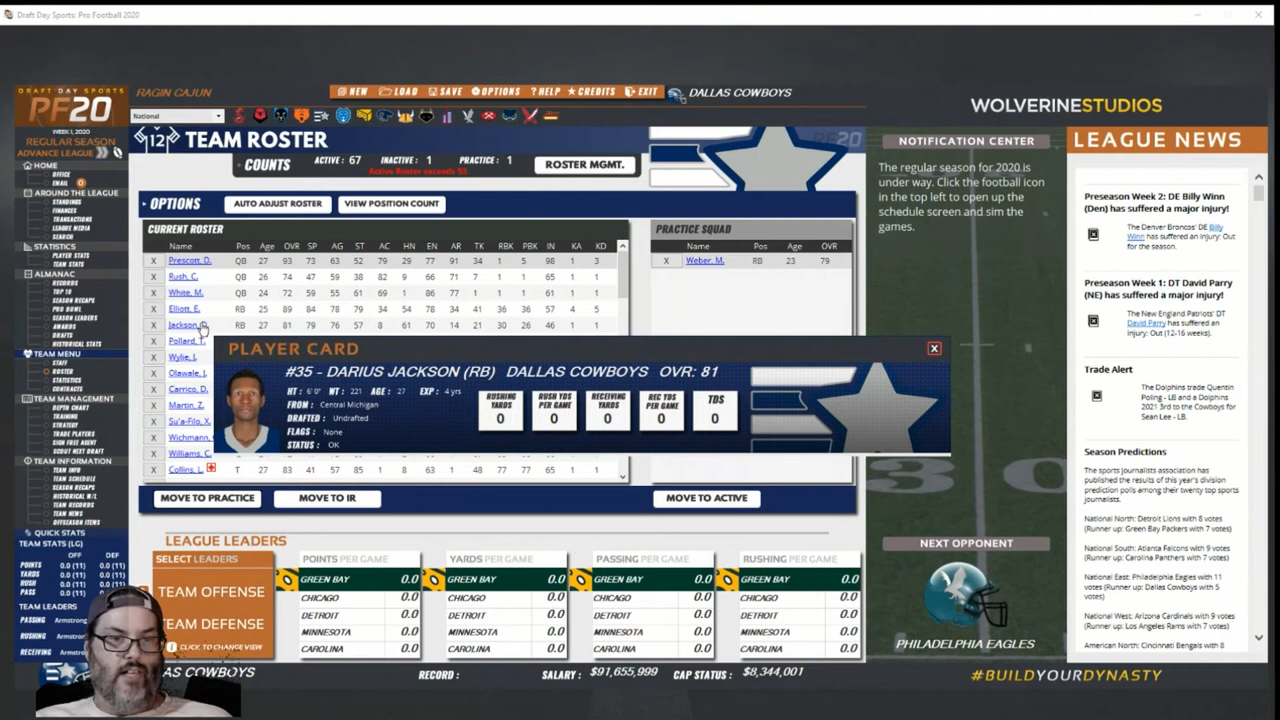 Draft Day Sports: Pro Football 2020
DRAFT DAY SPORTS
PF20
RAGIN CAJUN
NEW LOAD SAVE OPTIONS ? HELP CREDITS EXIT
DALLAS COWBOYS
WOLVERINESTUDIOS
National
WEEK 1, 2020
REGULAR SEASON
ADVANCE LEAGUE
HOME
OFFICE
EMAIL
AROUND THE LEAGUE
STANDINGS
FINANCES
TRANSACTIONS
LEAGUE MEDIA
SEARCH
STATISTICS
PLAYER STATS
TEAM STATS
ALMANAC
RECORDS
TOP 10
SEASON RECAPS
POD BOWL
SEASON LEADERS
AWARDS
DRAFTS
HISTORICAL STATS
TEAM MENU
STAFF
ROSTER
STATISTICS
CONTRACTS
TEAM MANAGEMENT
DEPTH CHART
TRAINING
STRATEGY
TRADE PLAYERS
SIGN FREE AGENT
SCOUT NEXT DRAFT
TEAM INFORMATION
TEAM INFO
TEAM SCHEDULE
SEASON RECAPS
HISTORICAL W/L
TEAM RECORDS
TEAM NEWS
OFFSEASON ITEMS
QUICK STATS
TEAM STATS (LG)
OFF DEF
POINTS 0.0 (11) 0.0 (11)
YARDS 0.0 (11) 0.0 (11)
RUSH 0.0 (11) 0.0 (11)
PASS 0.0 (11) 0.0 (11)
TEAM LEADERS
PASSING Armstrong
RUSHING Armstro
RECEIVING Armstr
12 TEAM ROSTER
COUNTS ACTIVE : 67 INACTIVE : 1 PRACTICE : 1
Active Roster exceeds 53
ROSTER MGMT.
OPTIONS AUTO ADJUST ROSTER VIEW POSITION COUNT
CURRENT ROSTER
Name Pos Age OVR SP AG ST AC HN EN AR TK RBK PBK IN KA KD
X Prescott, D. QB 27 93 73 63 52 79 29 77 91 34 1 5 98 1 3
X Rush, C. QB 26 74 47 59 38 82 9 66 71 7 1 1 65 1 1
X White, M. QB 24 72 59 55 61 69 1 86 77 1 1 1 61 1 1
X Elliott, E. RB 25 89 84 78 79 34 54 78 34 41 36 36 57 4 5
X Jackson, D. RB 27 81 79 76 57 8 61 70 14 21 30 26 46 1 1
X Pollard, T.
X Wylie, J.
X Olawale, J.
X Carrico, D.
X Martin, Z.
X Su'a-Filo, X.
X Wichmann,
X Williams, C.
X Collins, L. T 27 83 41 57 85 1 8 63 1 48 77 77 65 1 1
PRACTICE SQUAD
Name Pos Age OVR
X Weber, M. RB 23 79
PLAYER CARD
X
#35 - DARIUS JACKSON (RB) DALLAS COWBOYS OVR: 81
HT : 6' 0" WT : 221 AGE : 27 EXP : 4 yrs
FROM : Central Michigan
DRAFTED : Undrafted
FLAGS : None
STATUS : OK
RUSHING YARDS 0
RUSH YDS PER GAME 0
RECEIVING YARDS 0
REC YDS PER GAME 0
TDS 0
MOVE TO PRACTICE MOVE TO IR MOVE TO ACTIVE
LEAGUE LEADERS
SELECT LEADERS
TEAM OFFENSE
TEAM DEFENSE
CLICK TO CHANGE VIEW
POINTS PER GAME
GREEN BAY 0.0
CHICAGO 0.0
DETROIT 0.0
MINNESOTA 0.0
CAROLINA 0.0
YARDS PER GAME
GREEN BAY 0.0
CHICAGO 0.0
DETROIT 0.0
MINNESOTA 0.0
CAROLINA 0.0
PASSING PER GAME
GREEN BAY 0.0
CHICAGO 0.0
DETROIT 0.0
MINNESOTA 0.0
CAROLINA 0.0
RUSHING PER GAME
GREEN BAY 0.0
CHICAGO 0.0
DETROIT 0.0
MINNESOTA 0.0
CAROLINA 0.0
AS COWBOYS RECORD : SALARY : $91,655,999 CAP STATUS : $8,344,001
NOTIFICATION CENTER
The regular season for 2020 is
under way. Click the football icon
in the top left to open up the
schedule screen and sim the
games.
30
NEXT OPPONENT
PHILADELPHIA EAGLES
LEAGUE NEWS
Preseason Week 2: DE Billy Winn
(Den) has suffered a major injury!
The Denver Broncos' DE Billy
Winn has suffered an injury: Out
for the season.
Preseason Week 1: DT David Parry
(NE) has suffered a major injury!
The New England Patriots' DT
David Parry has suffered an
injury: Out (12-16 weeks).
Trade Alert
The Dolphins trade Quentin
Poling - LB and a Dolphins
2021 3rd to the Cowboys for
Sean Lee - LB.
Season Predictions
The sports journalists association has
published the results of this year's division
prediction polls among their twenty top sports
journalists.
National North: Detroit Lions with 8 votes
(Runner up: Green Bay Packers with 7 votes)
National South: Atlanta Falcons with 9 votes
(Runner up: Carolina Panthers with 7 votes)
National East: Philadelphia Eagles with 11
votes (Runner up: Dallas Cowboys with 5
votes)
National West: Arizona Cardinals with 9 votes
(Runner up: Los Angeles Rams with 7 votes)
American North: Cincinnati Bengals with 8
#BUILDYOURDYNASTY